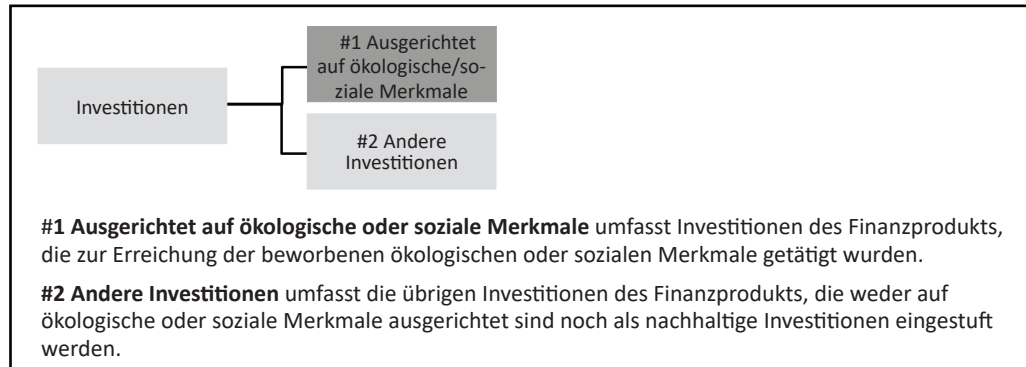 #1 Ausgerichtet
auf ökologische/so-
ziale Merkmale
Investitionen
#2 Andere
Investitionen
#1 Ausgerichtet auf ökologische oder soziale Merkmale umfasst Investitionen des Finanzprodukts,
die zur Erreichung der beworbenen ökologischen oder sozialen Merkmale getätigt wurden.
#2 Andere Investitionen umfasst die übrigen Investitionen des Finanzprodukts, die weder auf
ökologische oder soziale Merkmale ausgerichtet sind noch als nachhaltige Investitionen eingestuft
werden.